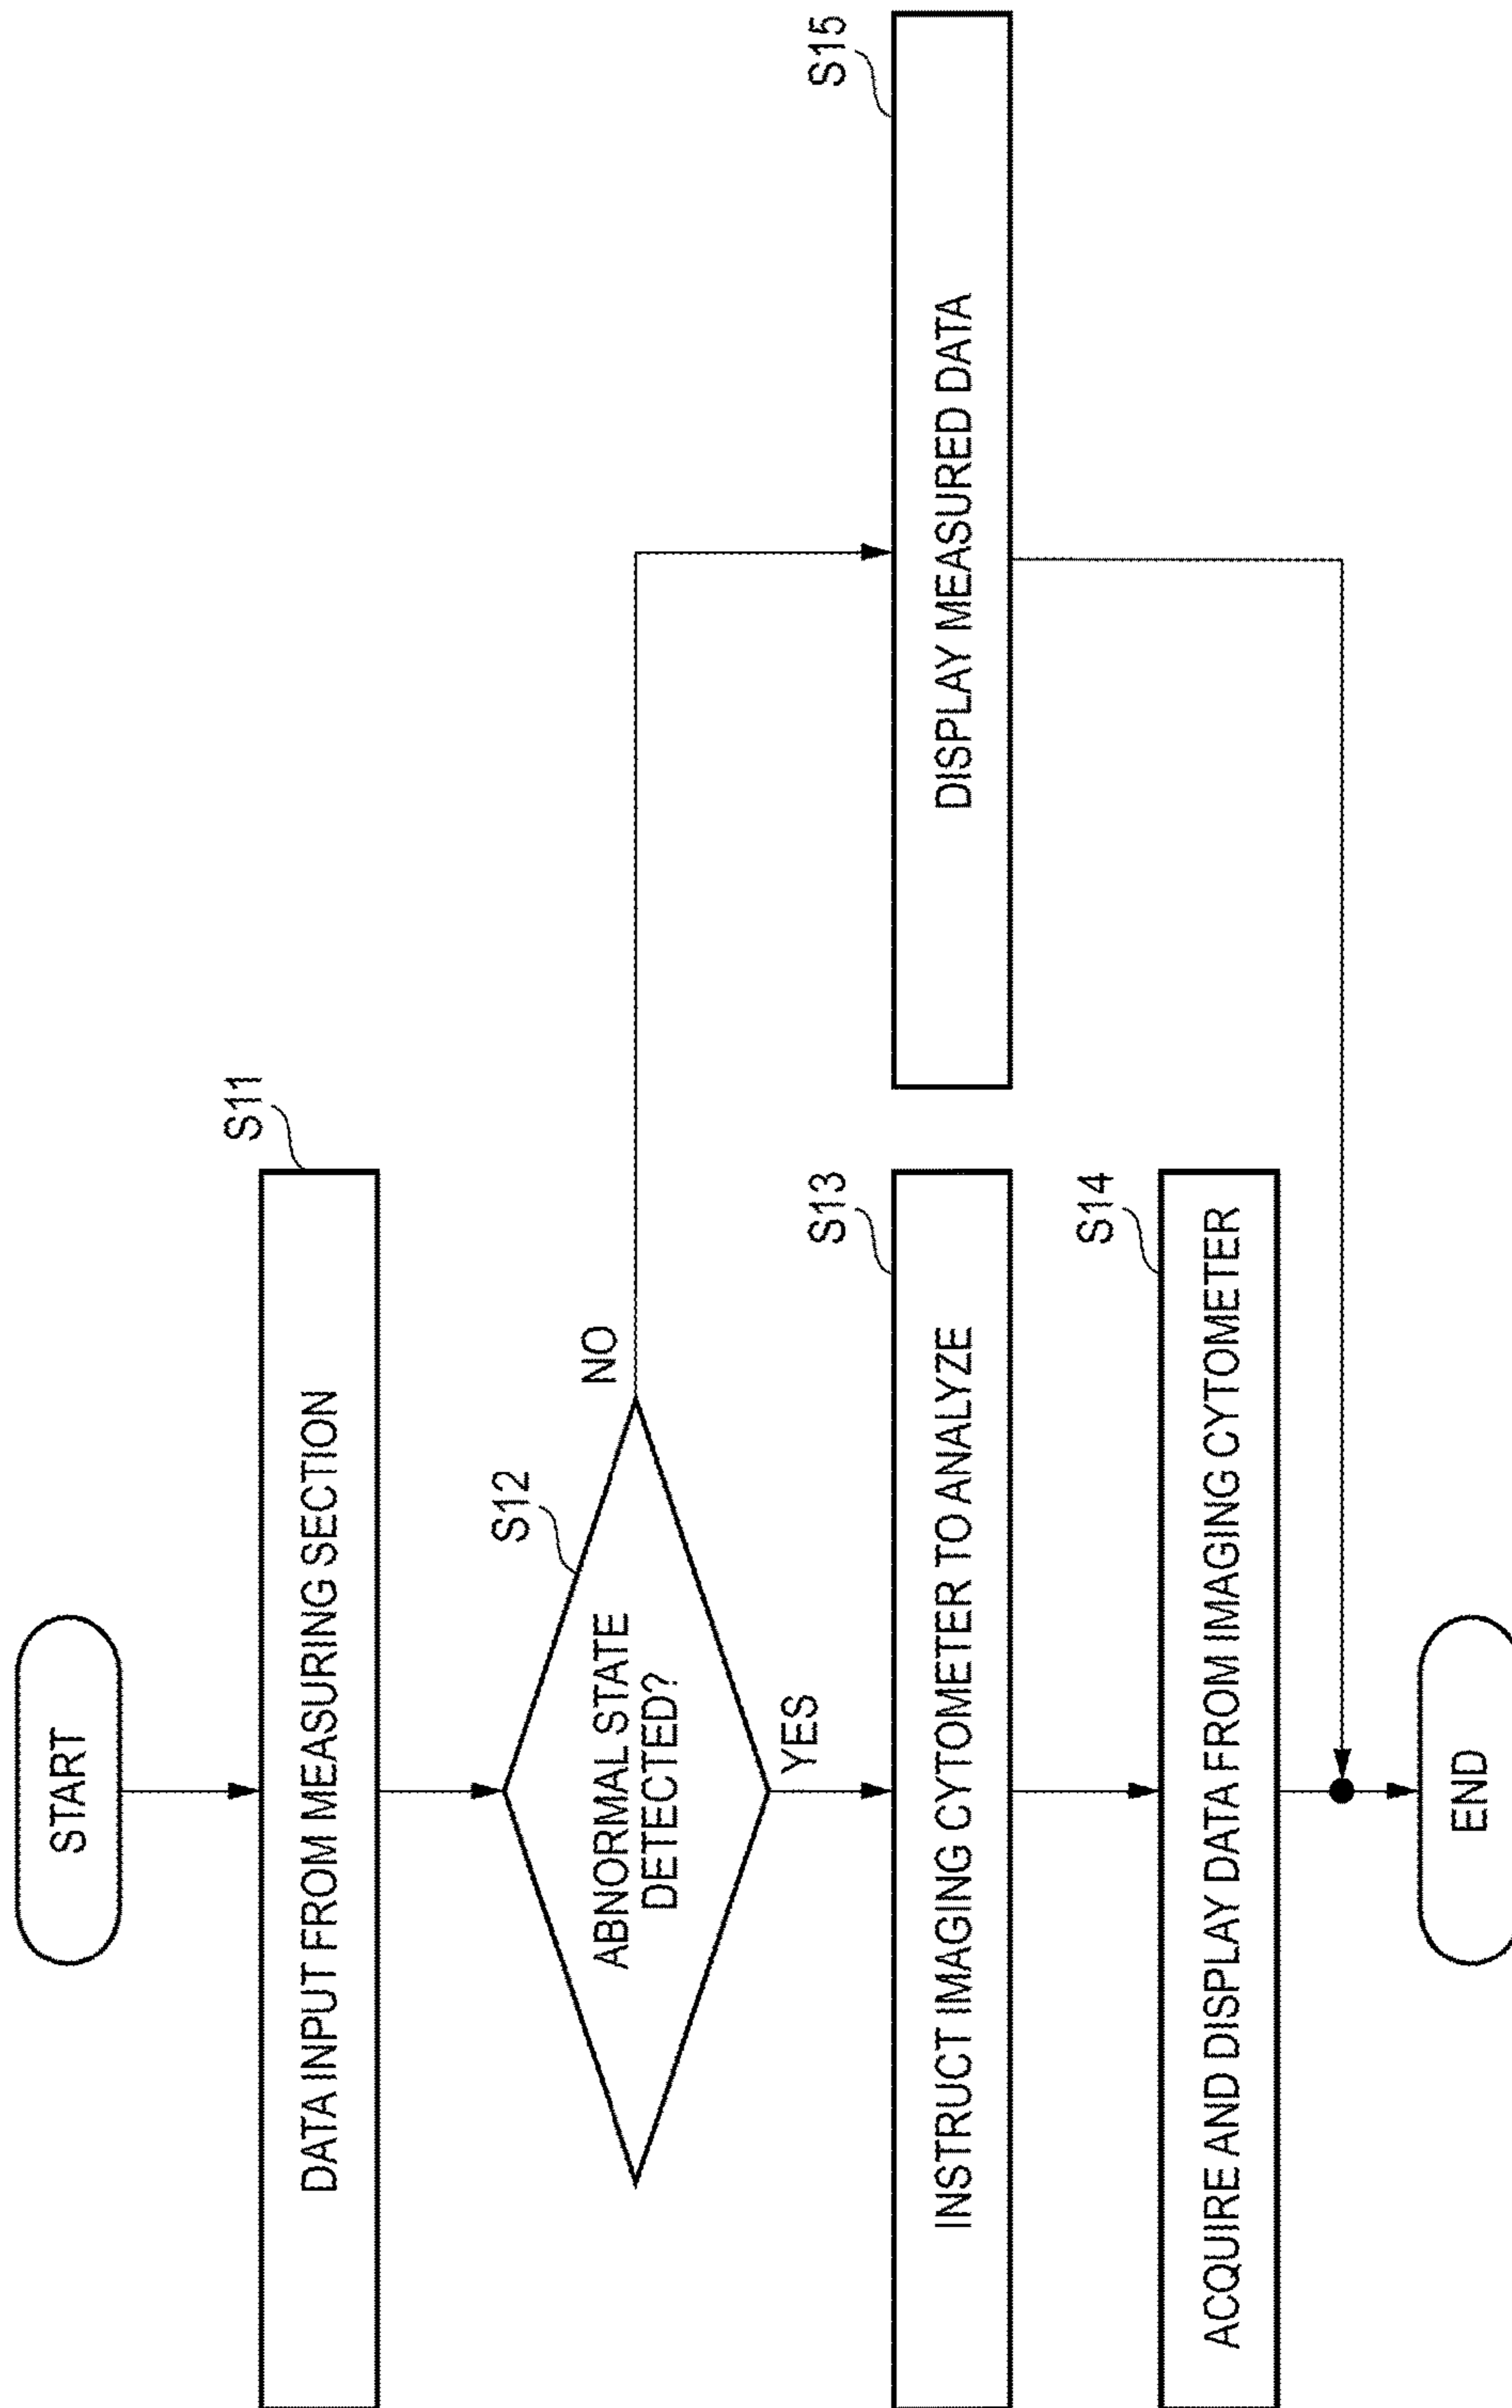 START
S11
DATA INPUT FROM MEASURING SECTION
S12
ABNORMAL STATE
DETECTED?
NO
YES
S13
INSTRUCT IMAGING CYTOMETER TO ANALYZE
S15
DISPLAY MEASURED DATA
S14
ACQUIRE AND DISPLAY DATA FROM IMAGING CYTOMETER
END